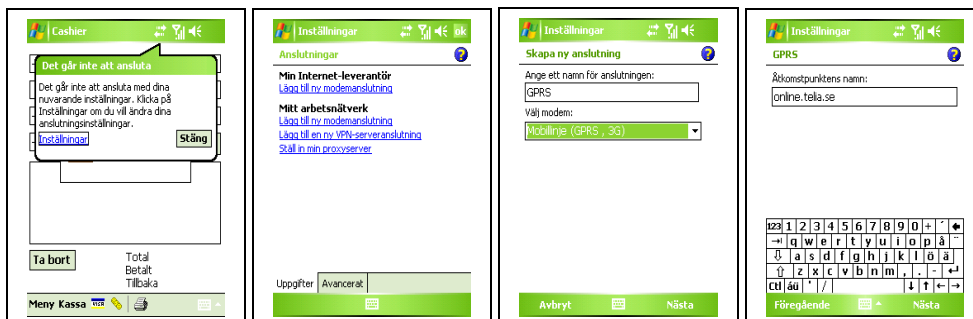 Cashier
Det går inte att ansluta
Det går inte att ansluta med dina
nuvarande inställningar. Klicka på
Inställningar om du vill ändra dina
anslutningsinställningar.
Inställningar Stäng
Ta bort
Total
Betalt
Tillbaka
Meny Kassa VISA
Inställningar ok
Anslutningar ?
Min Internet-leverantör
Lägg till ny modemanslutning
Mitt arbetsnätverk
Lägg till ny modemanslutning
Lägg till en ny VPN-serveranslutning
Ställ in min proxyserver
Uppgifter Avancerat
Inställningar
Skapa ny anslutning ?
Ange ett namn för anslutningen:
GPRS
Välj modem:
Mobillinje (GPRS , 3G)
Avbryt Nästa
Inställningar
GPRS ?
Åtkomstpunktens namn:
online.telia.se
123 1 2 3 4 5 6 7 8 9 0 + ´
q w e r t y u i o p å ¨
a s d f g h j k l ö ä
z x c v b n m , . -
Ctl áü ' /
Föregående Nästa